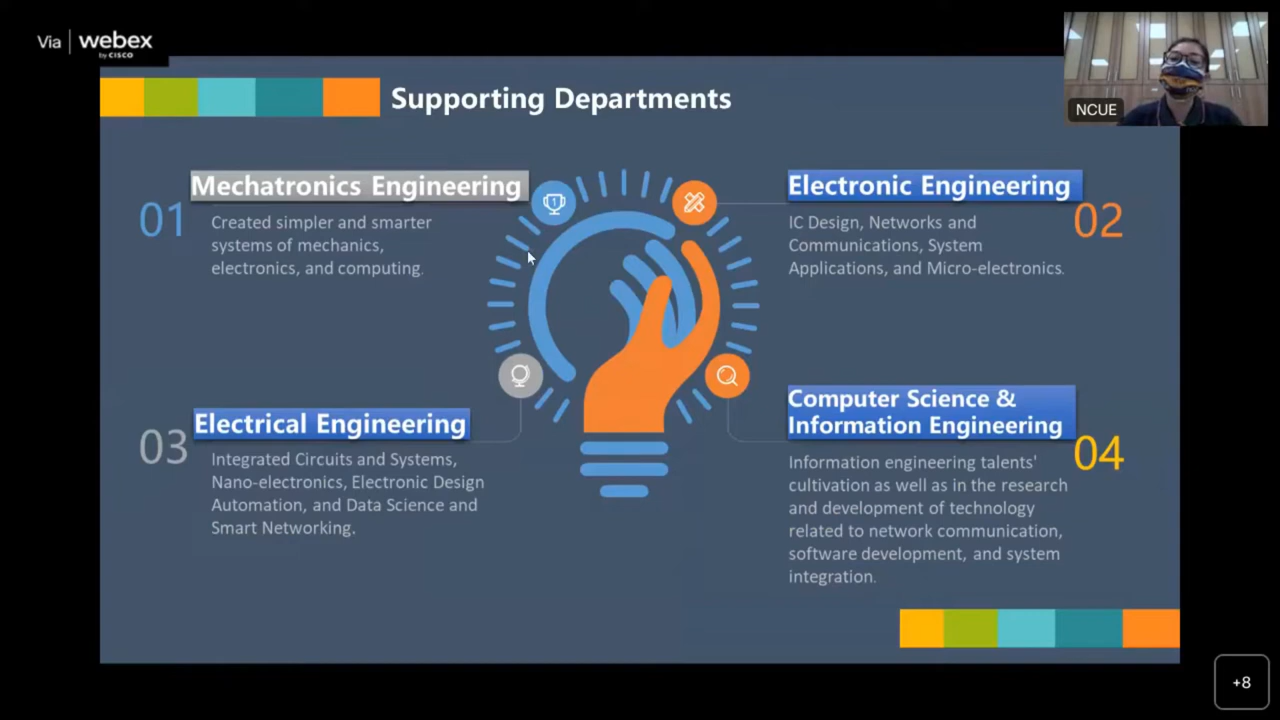 Via | webex
by CISCO
NCUE
Supporting Departments
01
Mechatronics Engineering
Created simpler and smarter
systems of mechanics,
electronics, and computing.
Electronic Engineering
02
IC Design, Networks and
Communications, System
Applications, and Micro-electronics.
1
03
Electrical Engineering
Integrated Circuits and Systems,
Nano-electronics, Electronic Design
Automation, and Data Science and
Smart Networking.
Computer Science &
Information Engineering
04
Information engineering talents'
cultivation as well as in the research
and development of technology
related to network communication,
software development, and system
integration.
+8